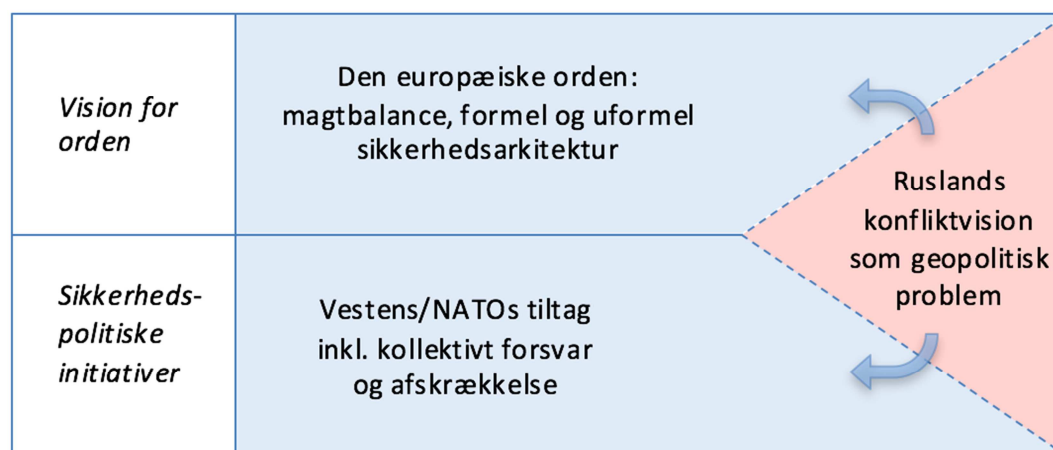 Vision for
orden
Den europæiske orden:
magtbalance, formel og uformel
sikkerhedsarkitektur
Ruslands
konfliktvision
som geopolitisk
problem
Sikkerheds-
politiske
initiativer
Vestens/NATOs tiltag
inkl. kollektivt forsvar
og afskrækkelse